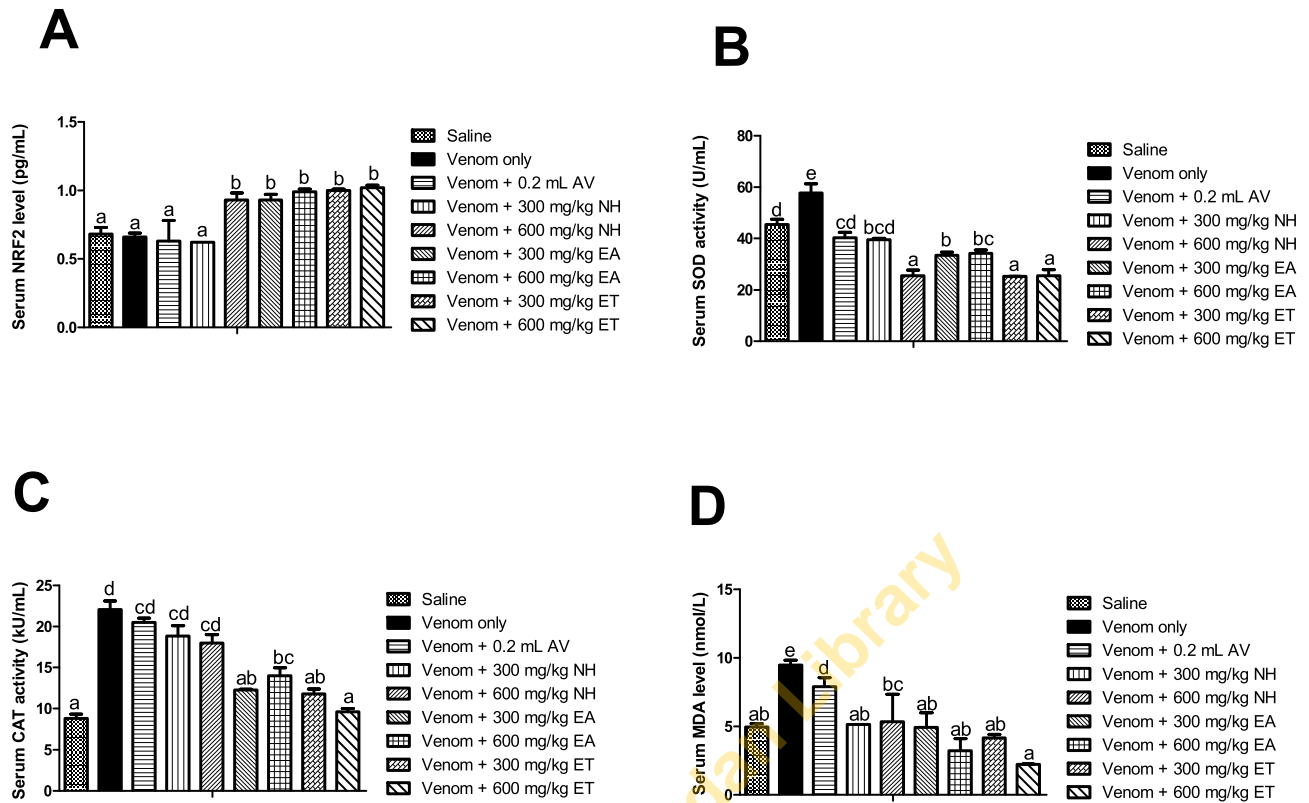 A
Serum NRF2 level (pg/mL)
1.5
1.0
0.5
0.0
a a a a b b b b b
Saline
Venom only
Venom + 0.2 mL AV
Venom + 300 mg/kg NH
Venom + 600 mg/kg NH
Venom + 300 mg/kg EA
Venom + 600 mg/kg EA
Venom + 300 mg/kg ET
Venom + 600 mg/kg ET
B
Serum SOD activity (U/mL)
80
60
40
20
0
d e cd bcd a b bc a a
Saline
Venom only
Venom + 0.2 mL AV
Venom + 300 mg/kg NH
Venom + 600 mg/kg NH
Venom + 300 mg/kg EA
Venom + 600 mg/kg EA
Venom + 300 mg/kg ET
Venom + 600 mg/kg ET
C
Serum CAT activity (kU/mL)
25
20
15
10
5
0
a d cd cd cd ab bc ab a
Saline
Venom only
Venom + 0.2 mL AV
Venom + 300 mg/kg NH
Venom + 600 mg/kg NH
Venom + 300 mg/kg EA
Venom + 600 mg/kg EA
Venom + 300 mg/kg ET
Venom + 600 mg/kg ET
D
Serum MDA level (nmol/L)
15
10
5
0
ab e d ab bc ab ab ab a
Saline
Venom only
Venom + 0.2 mL AV
Venom + 300 mg/kg NH
Venom + 600 mg/kg NH
Venom + 300 mg/kg EA
Venom + 600 mg/kg EA
Venom + 300 mg/kg ET
Venom + 600 mg/kg ET
Library